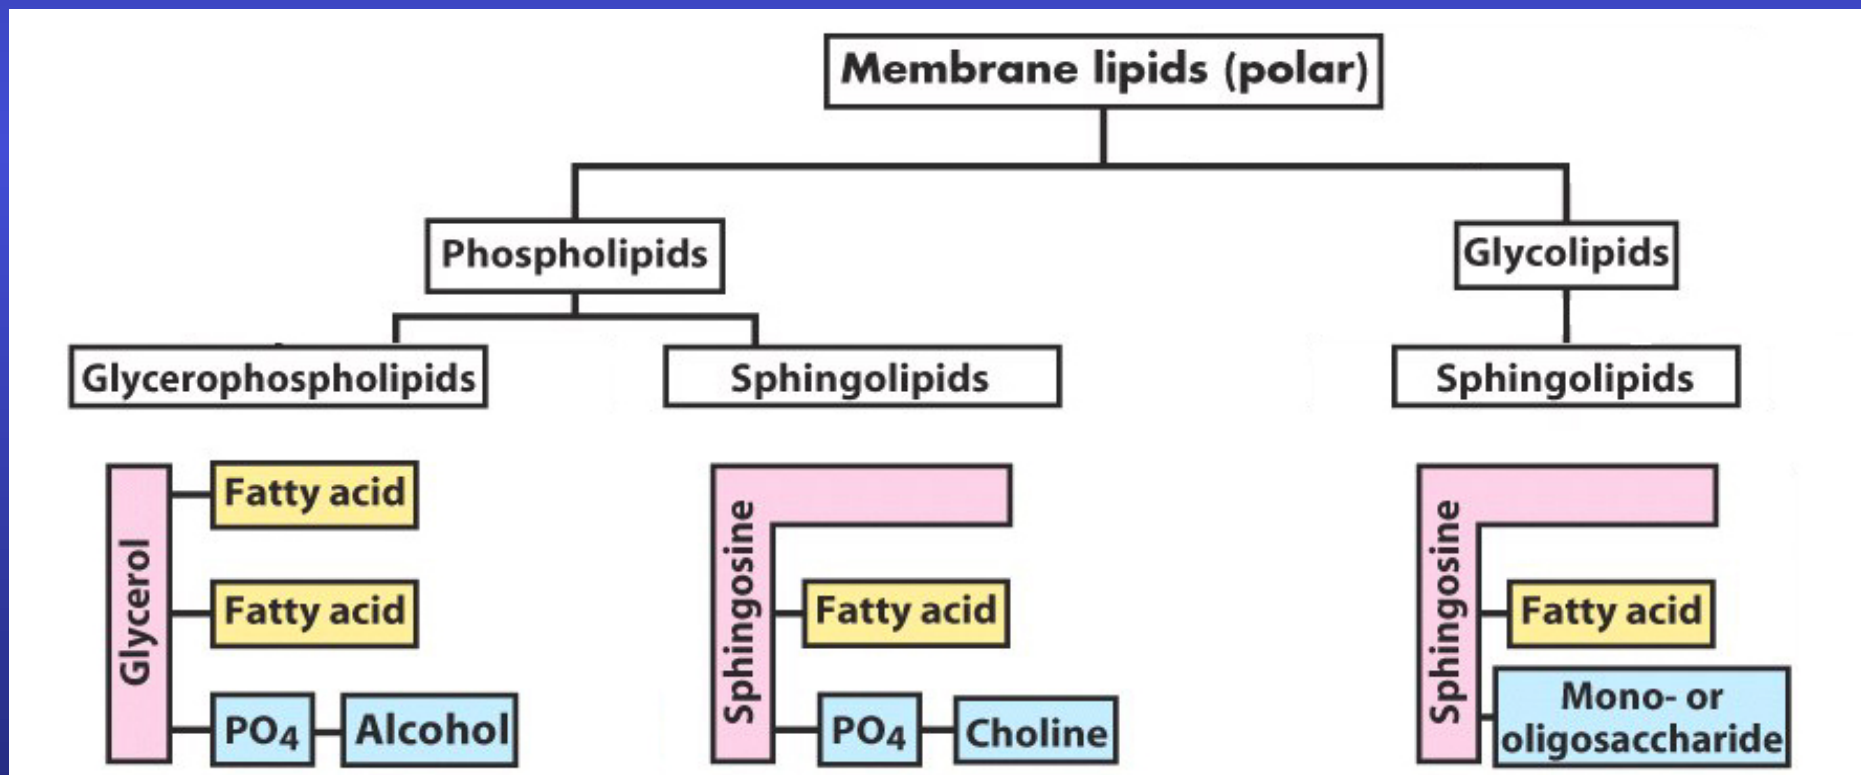 Membrane lipids (polar)
Phospholipids
Glycolipids
Glycerophospholipids
Sphingolipids
Sphingolipids
Glycerol
Fatty acid
Fatty acid
PO4
Alcohol
Sphingosine
Fatty acid
PO4
Choline
Sphingosine
Fatty acid
Mono- or
oligosaccharide